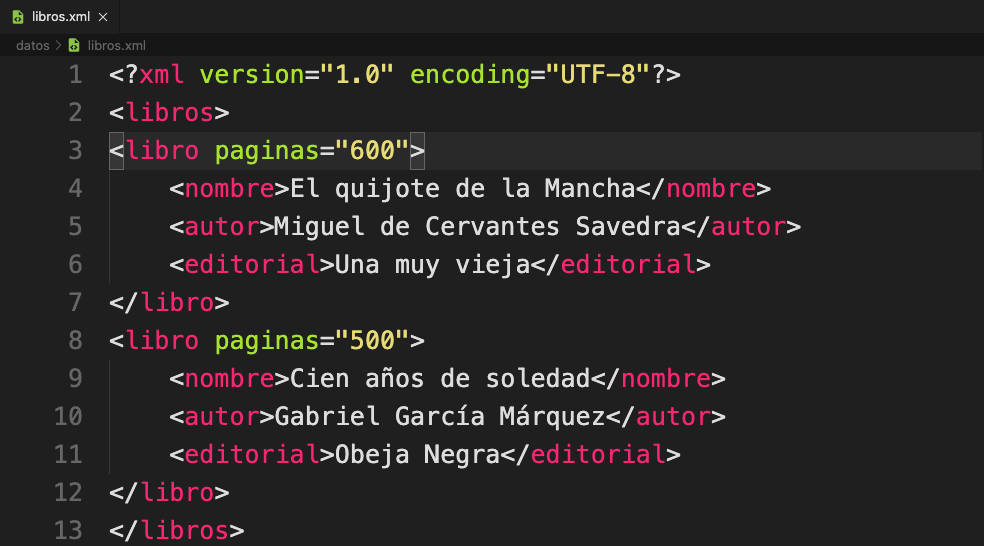 libros.xml ×
datos > libros.xml
1 <?xml version="1.0" encoding="UTF-8"?>
2 <libros>
3 <libro paginas="600">
4     <nombre>El quijote de la Mancha</nombre>
5     <autor>Miguel de Cervantes Savedra</autor>
6     <editorial>Una muy vieja</editorial>
7 </libro>
8 <libro paginas="500">
9     <nombre>Cien años de soledad</nombre>
10     <autor>Gabriel García Márquez</autor>
11     <editorial>Obeja Negra</editorial>
12 </libro>
13 </libros>